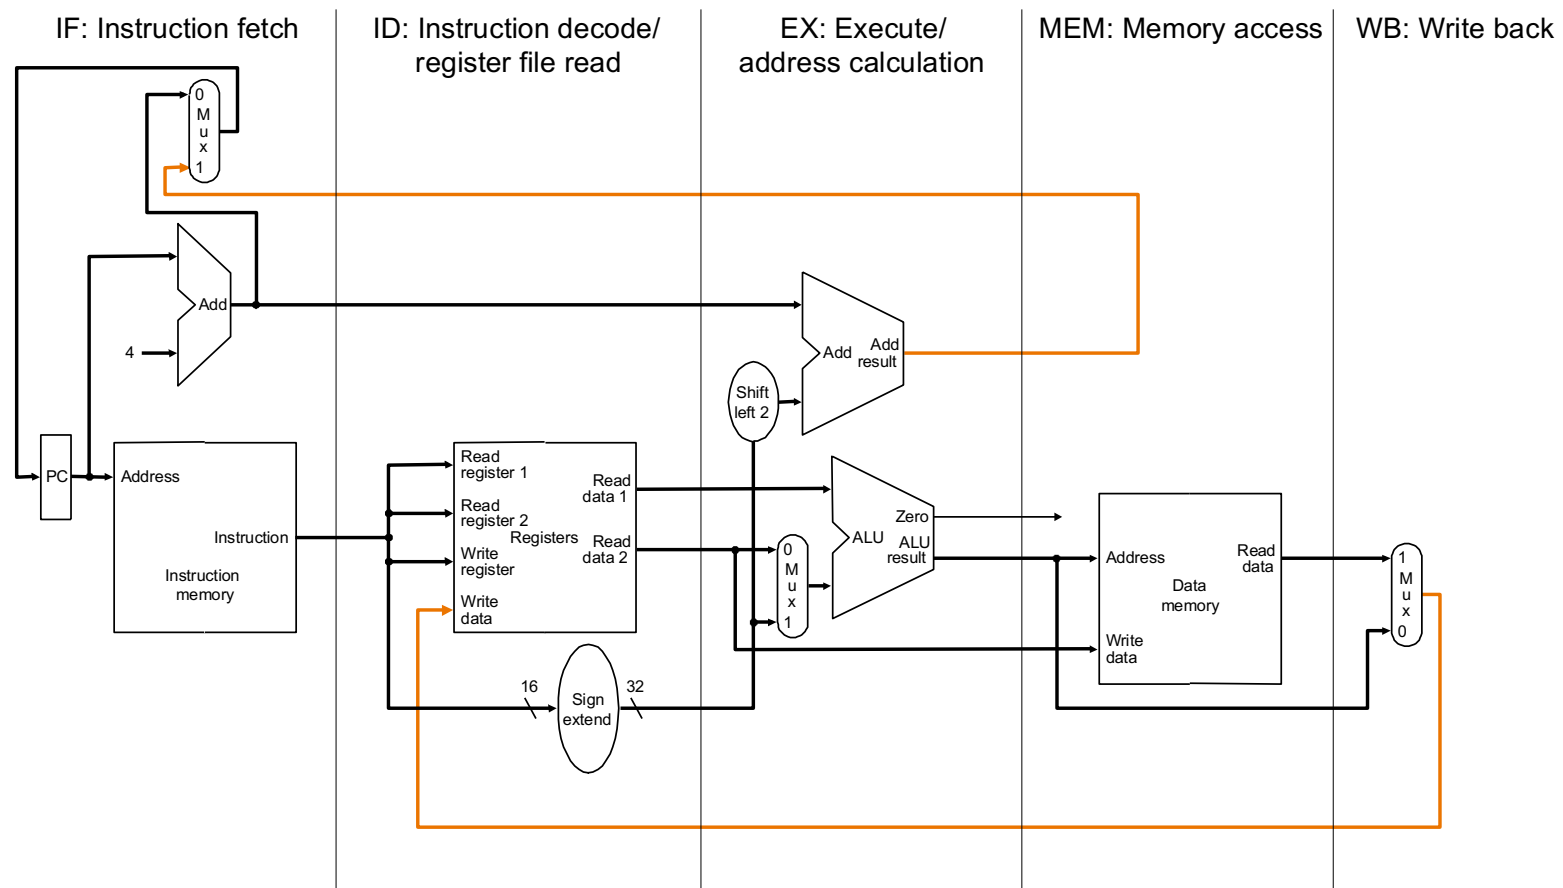 IF: Instruction fetch
ID: Instruction decode/
register file read
EX: Execute/
address calculation
MEM: Memory access
WB: Write back
0
M
u
x
1
Add
4
PC
Address
Instruction
Instruction
memory
Read
register 1
Read
register 2
Write
register
Write
data
Registers
Read
data 1
Read
data 2
16
Sign
extend
32
Shift
left 2
Add
Add
result
0
M
u
x
1
Zero
ALU
ALU
result
Address
Read
data
Data
memory
Write
data
1
M
u
x
0